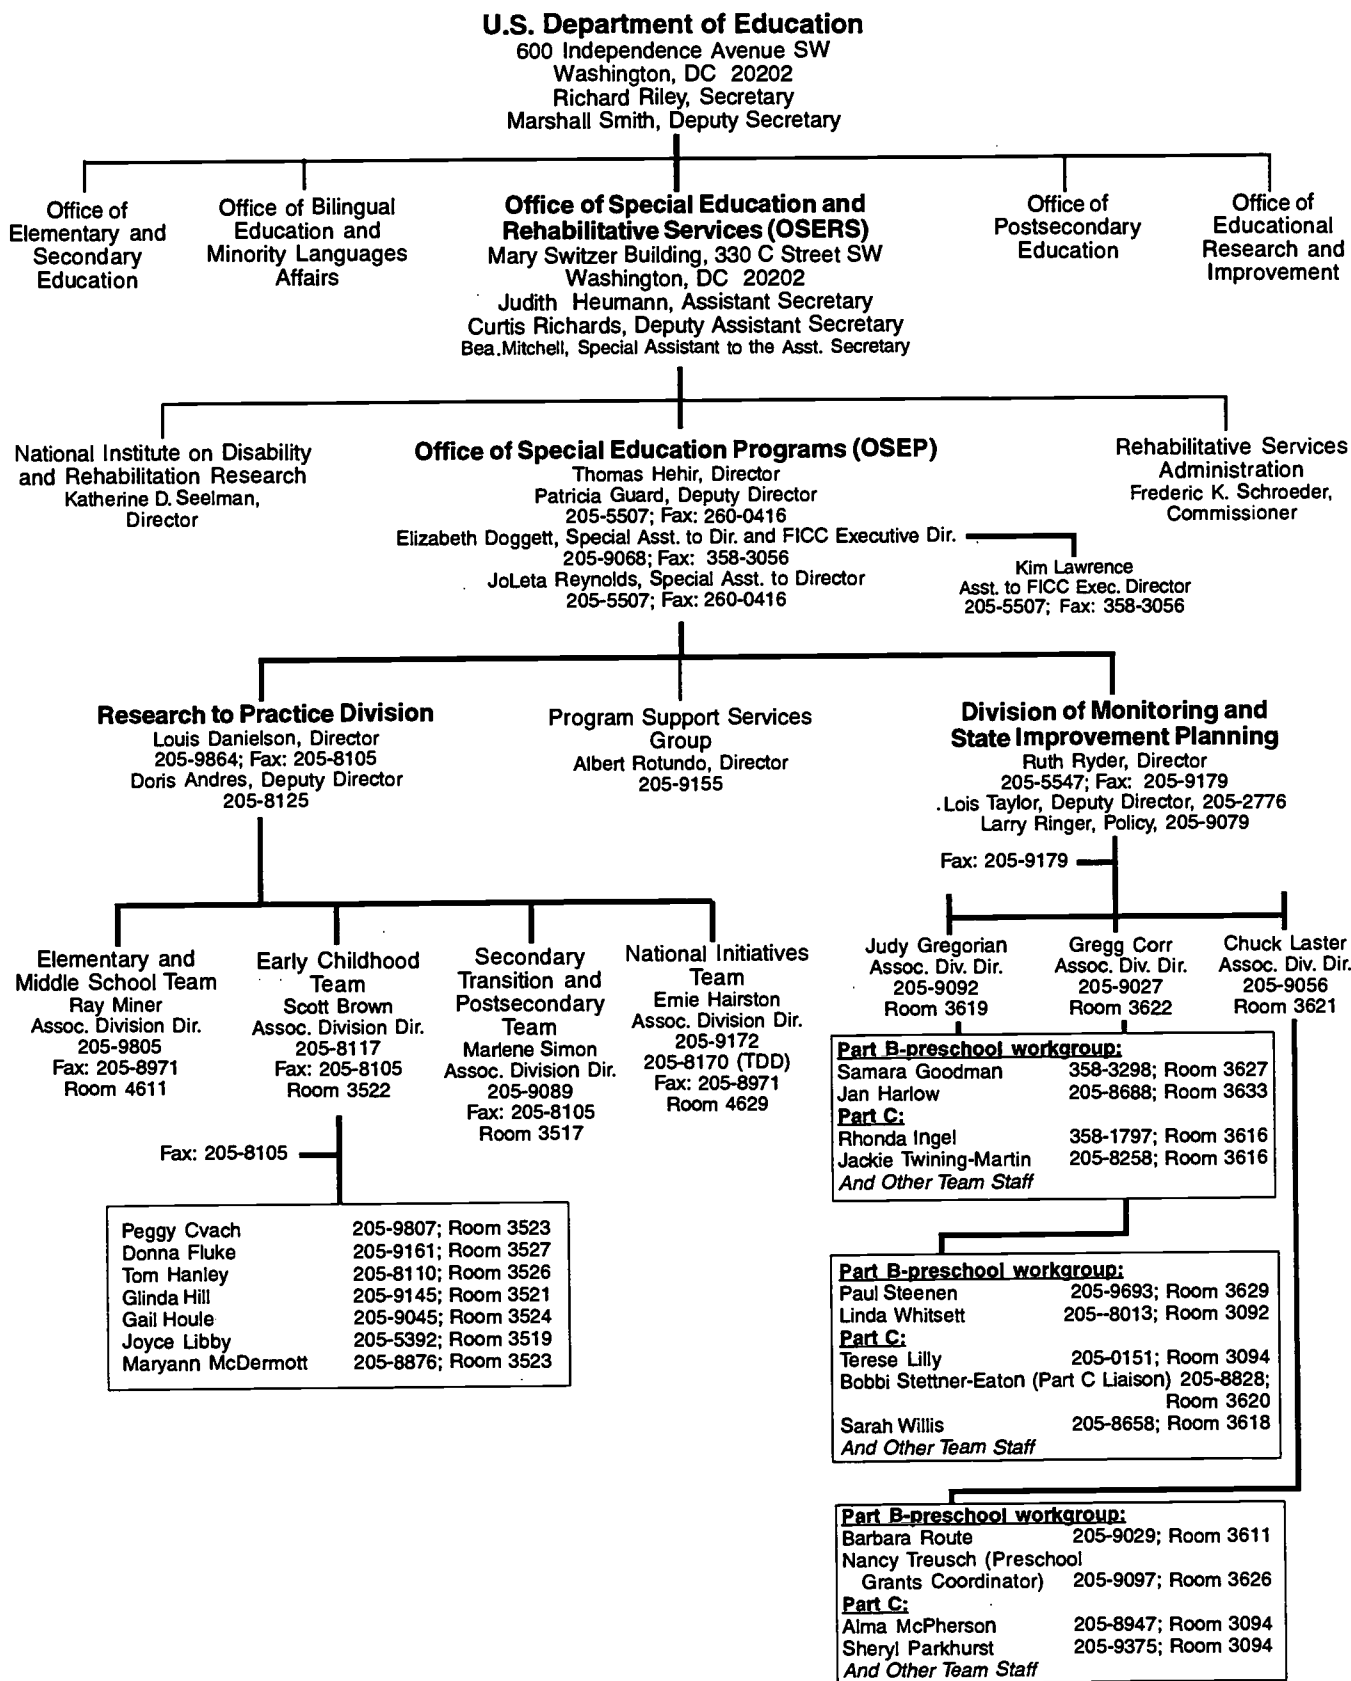 U.S. Department of Education
600 Independence Avenue SW
Washington, DC 20202
Richard Riley, Secretary
Marshall Smith, Deputy Secretary
Office of
Elementary and
Secondary
Education
Office of Bilingual
Education and
Minority Languages
Affairs
Office of Special Education and
Rehabilitative Services (OSERS)
Mary Switzer Building, 330 C Street SW
Washington, DC 20202
Judith Heumann, Assistant Secretary
Curtis Richards, Deputy Assistant Secretary
Bea.Mitchell, Special Assistant to the Asst. Secretary
Office of
Postsecondary
Education
Office of
Educational
Research and
Improvement
National Institute on Disability
and Rehabilitation Research
Katherine D. Seelman,
Director
Office of Special Education Programs (OSEP)
Thomas Hehir, Director
Patricia Guard, Deputy Director
205-5507; Fax: 260-0416
Elizabeth Doggett, Special Asst. to Dir. and FICC Executive Dir.
205-9068; Fax: 358-3056
JoLeta Reynolds, Special Asst. to Director
205-5507; Fax: 260-0416
Kim Lawrence
Asst. to FICC Exec. Director
205-5507; Fax: 358-3056
Rehabilitative Services
Administration
Frederic K. Schroeder,
Commissioner
Research to Practice Division
Louis Danielson, Director
205-9864; Fax: 205-8105
Doris Andres, Deputy Director
205-8125
Program Support Services
Group
Albert Rotundo, Director
205-9155
Division of Monitoring and
State Improvement Planning
Ruth Ryder, Director
205-5547; Fax: 205-9179
.Lois Taylor, Deputy Director, 205-2776
Larry Ringer, Policy, 205-9079
Fax: 205-9179
Elementary and
Middle School Team
Ray Miner
Assoc. Division Dir.
205-9805
Fax: 205-8971
Room 4611
Early Childhood
Team
Scott Brown
Assoc. Division Dir.
205-8117
Fax: 205-8105
Room 3522
Secondary
Transition and
Postsecondary
Team
Marlene Simon
Assoc. Division Dir.
205-9089
Fax: 205-8105
Room 3517
National Initiatives
Team
Ernie Hairston
Assoc. Division Dir.
205-9172
205-8170 (TDD)
Fax: 205-8971
Room 4629
Judy Gregorian
Assoc. Div. Dir.
205-9092
Room 3619
Gregg Corr
Assoc. Div. Dir.
205-9027
Room 3622
Chuck Laster
Assoc. Div. Dir.
205-9056
Room 3621
Fax: 205-8105
Peggy Cvach 205-9807; Room 3523
Donna Fluke 205-9161; Room 3527
Tom Hanley 205-8110; Room 3526
Glinda Hill 205-9145; Room 3521
Gail Houle 205-9045; Room 3524
Joyce Libby 205-5392; Room 3519
Maryann McDermott 205-8876; Room 3523
Part B-preschool workgroup:
Samara Goodman 358-3298; Room 3627
Jan Harlow 205-8688; Room 3633
Part C:
Rhonda Ingel 358-1797; Room 3616
Jackie Twining-Martin 205-8258; Room 3616
And Other Team Staff
Part B-preschool workgroup:
Paul Steenen 205-9693; Room 3629
Linda Whitsett 205--8013; Room 3092
Part C:
Terese Lilly 205-0151; Room 3094
Bobbi Stettner-Eaton (Part C Liaison) 205-8828;
Room 3620
Sarah Willis 205-8658; Room 3618
And Other Team Staff
Part B-preschool workgroup:
Barbara Route 205-9029; Room 3611
Nancy Treusch (Preschool
Grants Coordinator) 205-9097; Room 3626
Part C:
Alma McPherson 205-8947; Room 3094
Sheryl Parkhurst 205-9375; Room 3094
And Other Team Staff